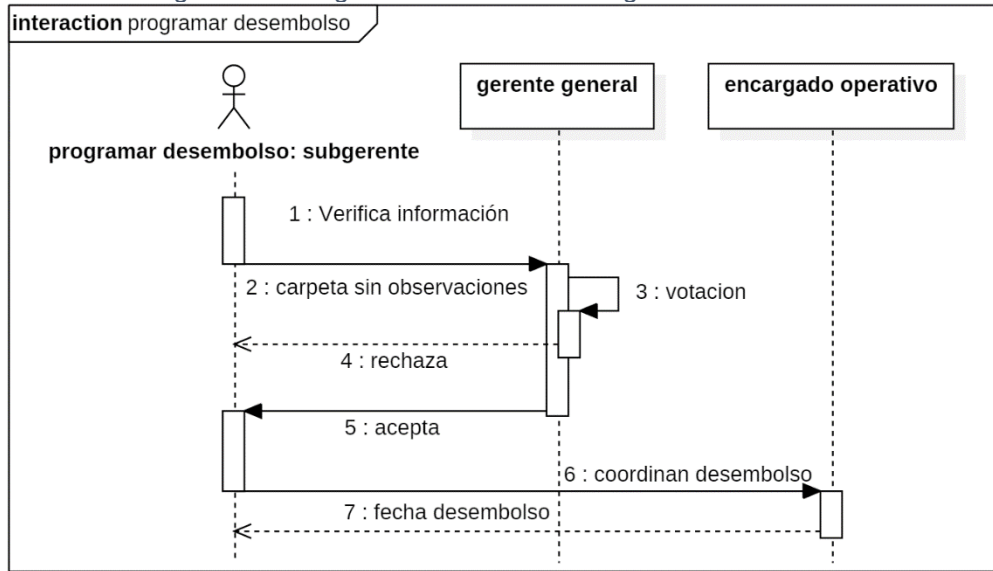 interaction programar desembolso
gerente general
encargado operativo
programar desembolso: subgerente
1 : Verifica información
2 : carpeta sin observaciones
3 : votacion
4 : rechaza
5 : acepta
6 : coordinan desembolso
7 : fecha desembolso